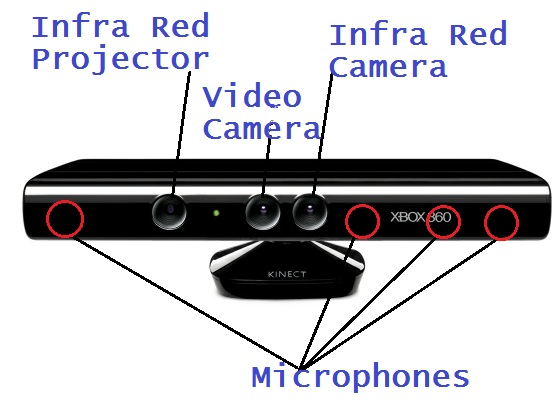 Infra Red
Projector
Infra Red
Camera
Video
Camera
XBOX 360
KINECT
Microphones